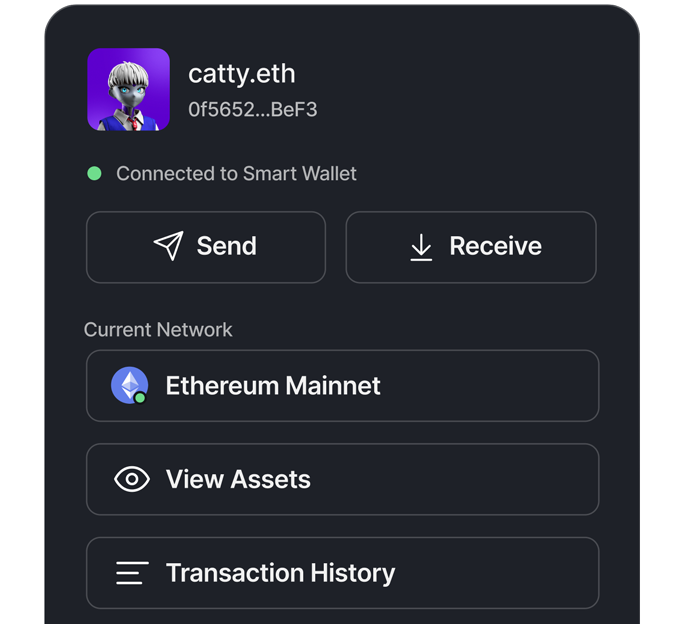 catty.eth
0f5652...BeF3
Connected to Smart Wallet
Send
Receive
Current Network
Ethereum Mainnet
View Assets
Transaction History